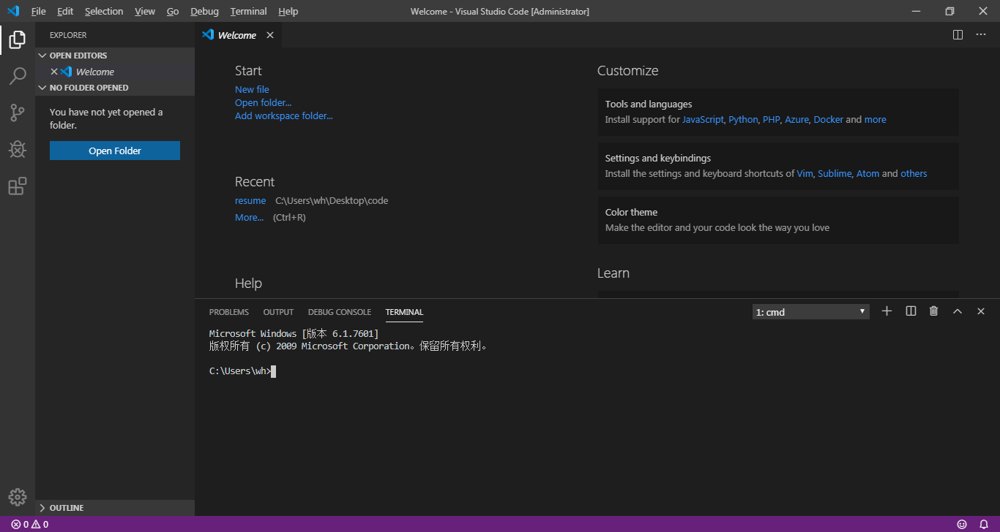 File Edit Selection View Go Debug Terminal Help Welcome - Visual Studio Code [Administrator]
EXPLORER
OPEN EDITORS
Welcome
NO FOLDER OPENED
You have not yet opened a
folder.
Open Folder
OUTLINE
Welcome
Start
New file
Open folder...
Add workspace folder...
Recent
resume C:\Users\wh\Desktop\code
More... (Ctrl+R)
Help
Customize
Tools and languages
Install support for JavaScript, Python, PHP, Azure, Docker and more
Settings and keybindings
Install the settings and keyboard shortcuts of Vim, Sublime, Atom and others
Color theme
Make the editor and your code look the way you love
Learn
PROBLEMS OUTPUT DEBUG CONSOLE TERMINAL 1: cmd
Microsoft Windows [版本 6.1.7601]
版权所有 (c) 2009 Microsoft Corporation。保留所有权利。
C:\Users\wh>
0 0